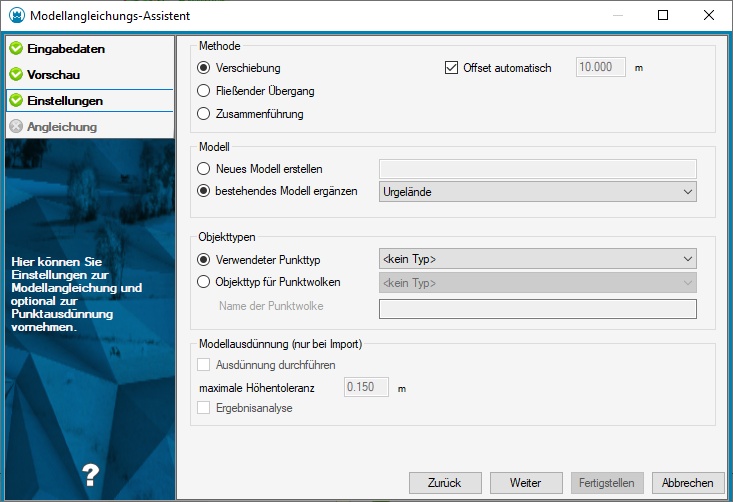 Modellangleichungs-Assistent
Eingabedaten
Vorschau
Einstellungen
Angleichung
Hier können Sie
Einstellungen zur
Modellangleichung und
optional zur
Punktausdünnung
vornehmen.
?
Methode
Verschiebung
Offset automatisch 10.000 m
Fließender Übergang
Zusammenführung
Modell
Neues Modell erstellen
bestehendes Modell ergänzen Urgelände
Objekttypen
Verwendeter Punkttyp <kein Typ>
Objekttyp für Punktwolken <kein Typ>
Name der Punktwolke
Modellausdünnung (nur bei Import)
Ausdünnung durchführen
maximale Höhentoleranz 0.150 m
Ergebnisanalyse
Zurück Weiter Fertigstellen Abbrechen